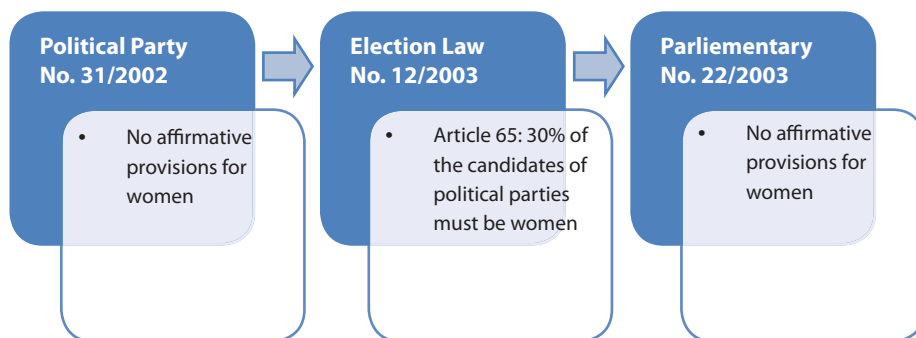 Political Party
No. 31/2002
• No affirmative
provisions for
women
Election Law
No. 12/2003
• Article 65: 30% of
the candidates of
political parties
must be women
Parliementary
No. 22/2003
• No affirmative
provisions for
women